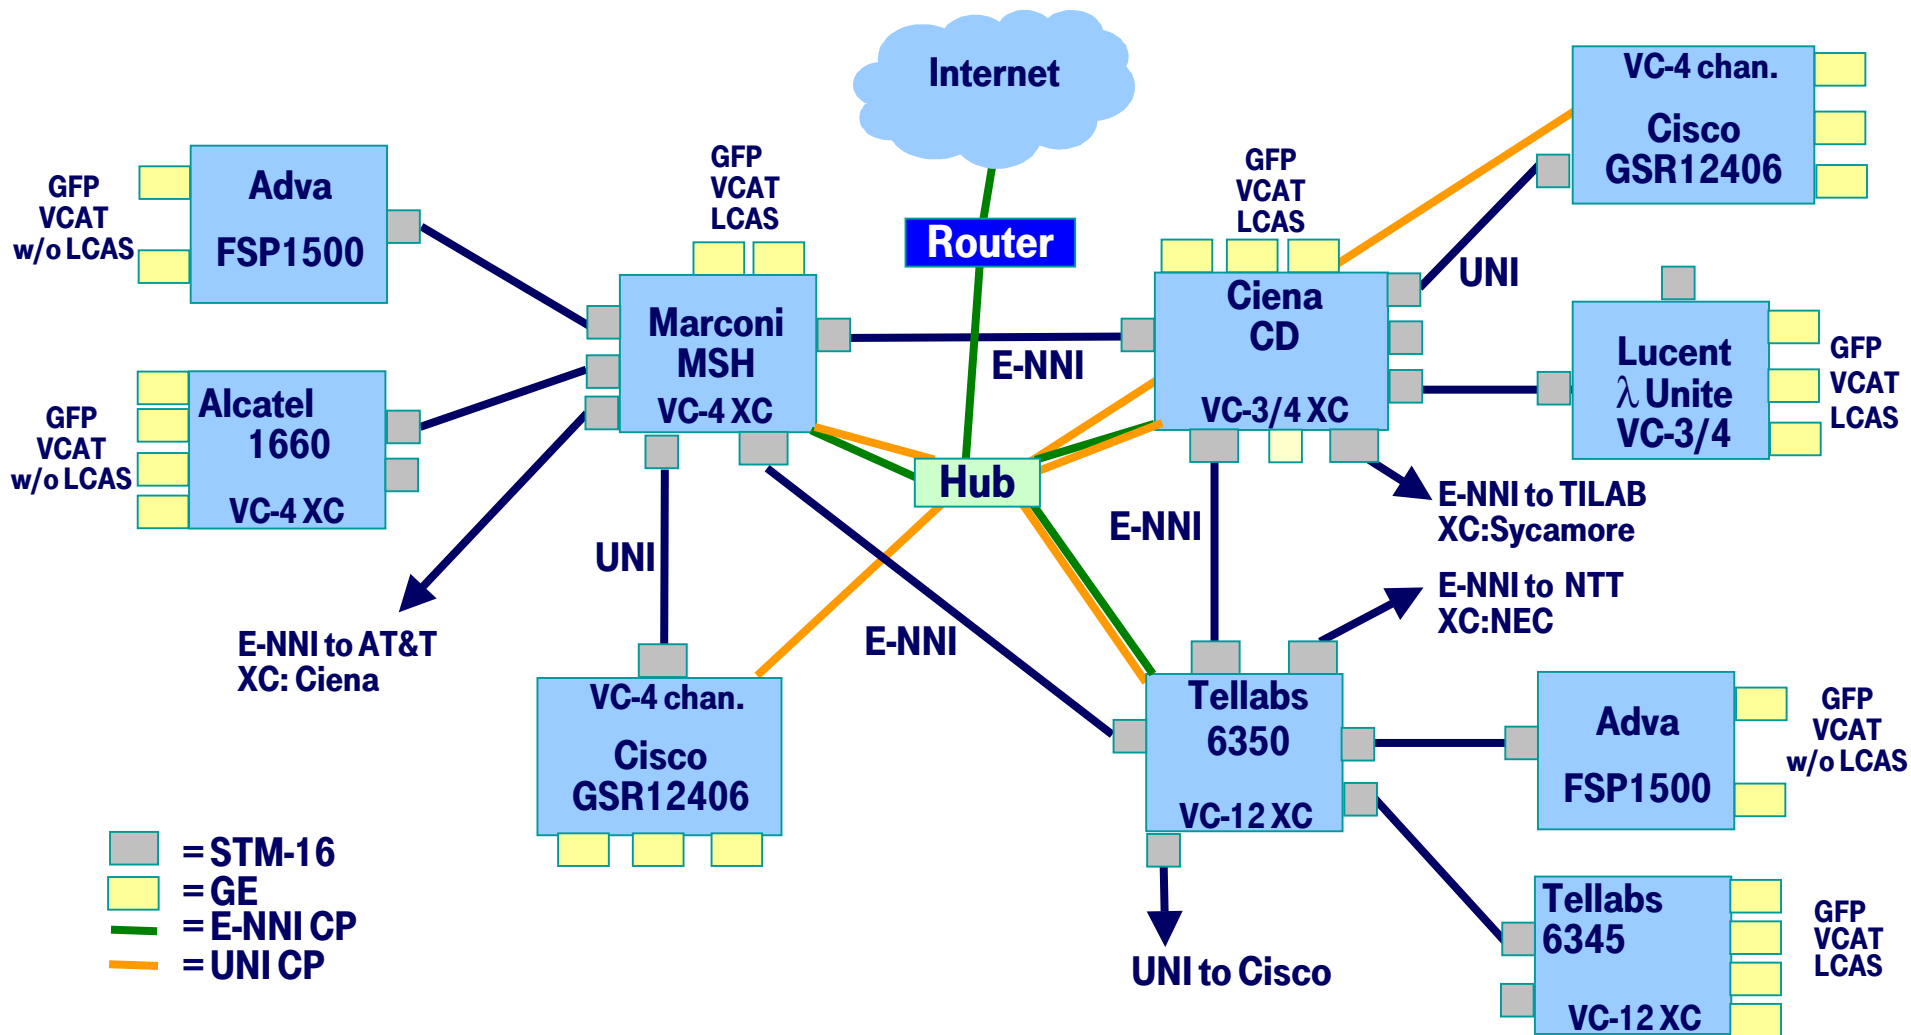 Internet
VC-4 chan.
Cisco
GSR12406
GFP
VCAT
w/o LCAS
Adva
FSP1500
GFP
VCAT
LCAS
Router
GFP
VCAT
LCAS
UNI
Marconi
MSH
VC-4 XC
E-NNI
Ciena
CD
VC-3/4 XC
Lucent
λ Unite
VC-3/4
GFP
VCAT
LCAS
GFP
VCAT
w/o LCAS
Alcatel
1660
VC-4 XC
Hub
E-NNI
E-NNI to TILAB
XC:Sycamore
UNI
E-NNI to NTT
XC:NEC
E-NNI to AT&T
XC: Ciena
E-NNI
VC-4 chan.
Cisco
GSR12406
Tellabs
6350
VC-12 XC
Adva
FSP1500
GFP
VCAT
w/o LCAS
= STM-16
= GE
= E-NNI CP
= UNI CP
UNI to Cisco
Tellabs
6345
VC-12 XC
GFP
VCAT
LCAS